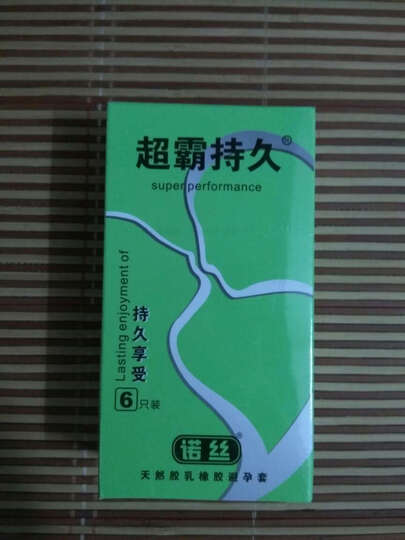 超霸持久®
super performance
Lasting enjoyment of
持久享受
6只装
诺丝®
天然胶乳橡胶避孕套